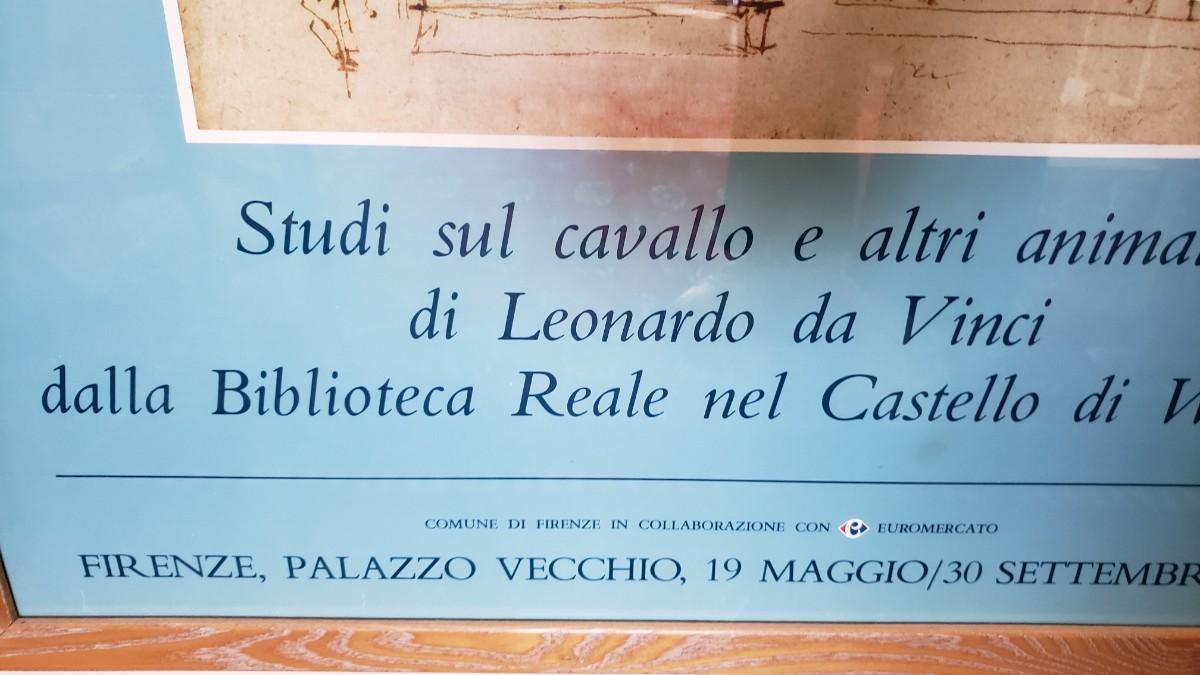 Studi sul cavallo e altri anima
di Leonardo da Vinci
dalla Biblioteca Reale nel Castello di
COMUNE DI FIRENZE IN COLLABORAZIONE CON EUROMERCATO
FIRENZE, PALAZZO VECCHIO, 19 MAGGIO/30 SETTEMBR